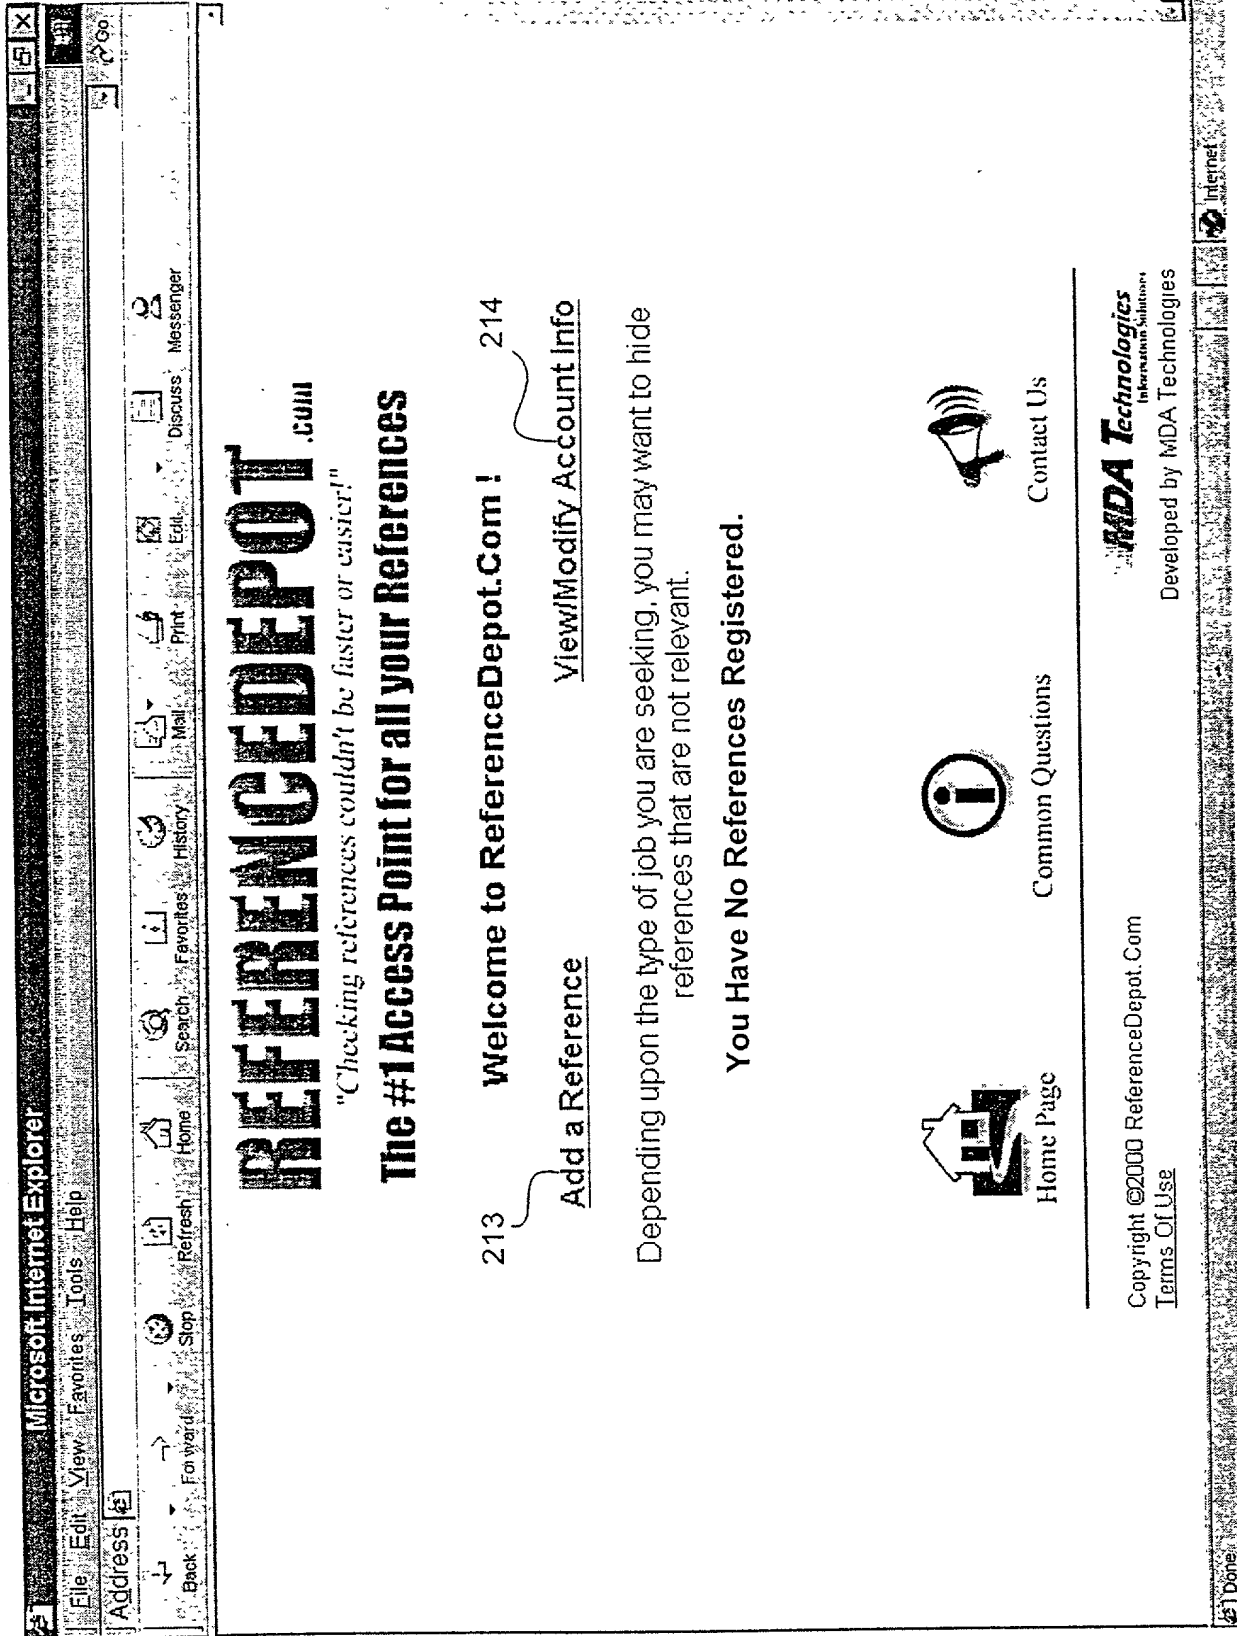 Microsoft Internet Explorer
File Edit View Favorites Tools Help
Address Go
Back Forward Stop Refresh Home Search Favorites History Mail Print Edit Discuss Messenger
REFERENCEDEPOT.com
"Checking references couldn't be faster or easier!"
The #1 Access Point for all your References
213 Welcome to ReferenceDepot.Com ! 214
Add a Reference View/Modify Account Info
Depending upon the type of job you are seeking, you may want to hide
references that are not relevant.
You Have No References Registered.
Home Page Common Questions Contact Us
Copyright ©2000 ReferenceDepot.Com MDA Technologies
Information Solutions
Terms Of Use Developed by MDA Technologies
Done Internet